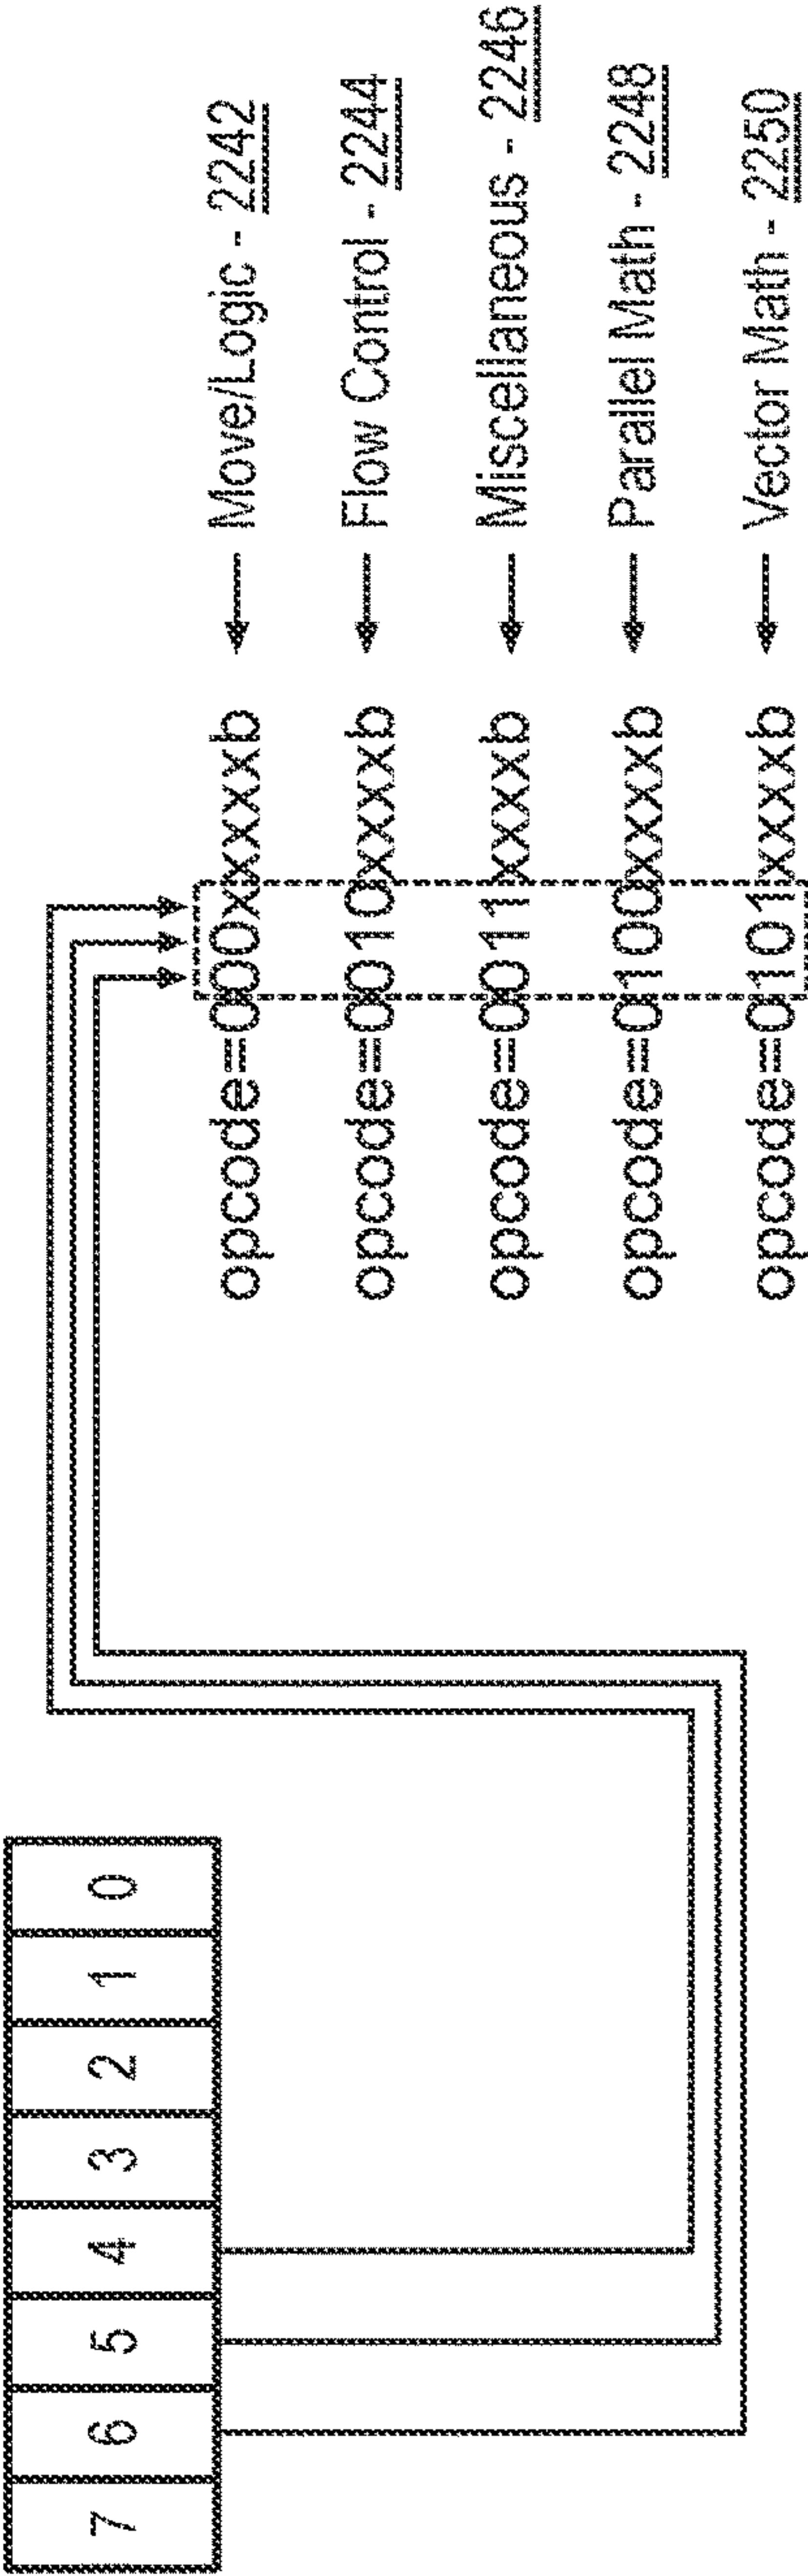 7 6 5 4 3 2 1 0
opcode=000xxxxxb ← Move/Logic - 2242
opcode=0010xxxxb ← Flow Control - 2244
opcode=0011xxxxb ← Miscellaneous - 2246
opcode=0100xxxxb ← Parallel Math - 2248
opcode=0101xxxxb ← Vector Math - 2250